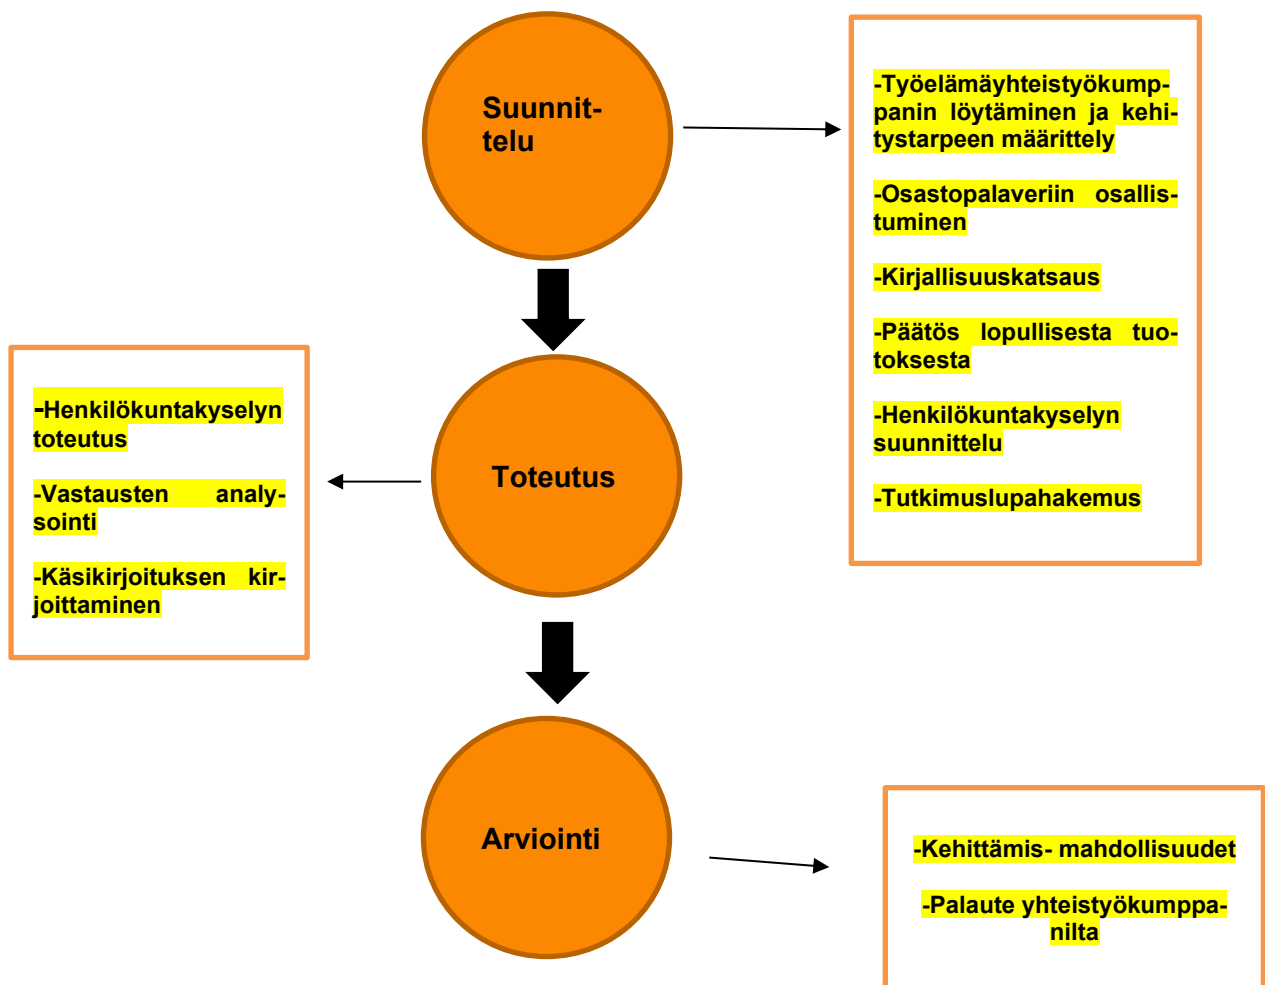 Suunnit-
telu
-Työelämäyhteistyökump-
panin löytäminen ja kehi-
tystarpeen määrittely
-Osastopalaveriin osallis-
tuminen
-Kirjallisuuskatsaus
-Päätös lopullisesta tuo-
toksesta
-Henkilökuntakyselyn
suunnittelu
-Tutkimuslupahakemus
Toteutus
-Henkilökuntakyselyn
toteutus
-Vastausten analy-
sointi
-Käsikirjoituksen kir-
joittaminen
Arviointi
-Kehittämis- mahdollisuudet
-Palaute yhteistyökumppa-
nilta